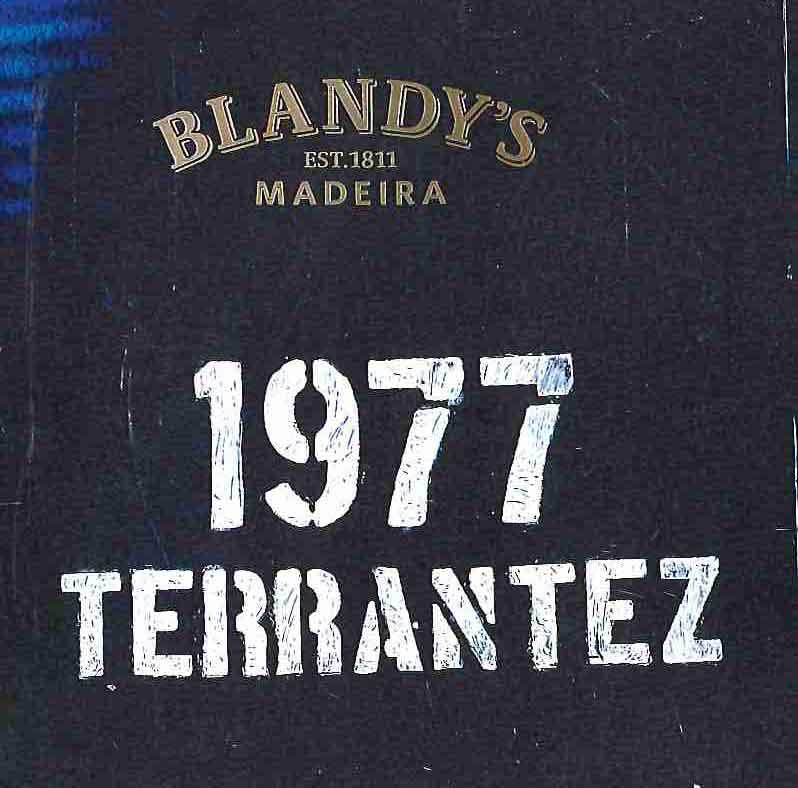 BLANDY'S
EST.1811
MADEIRA
1977
TERRANTEZ